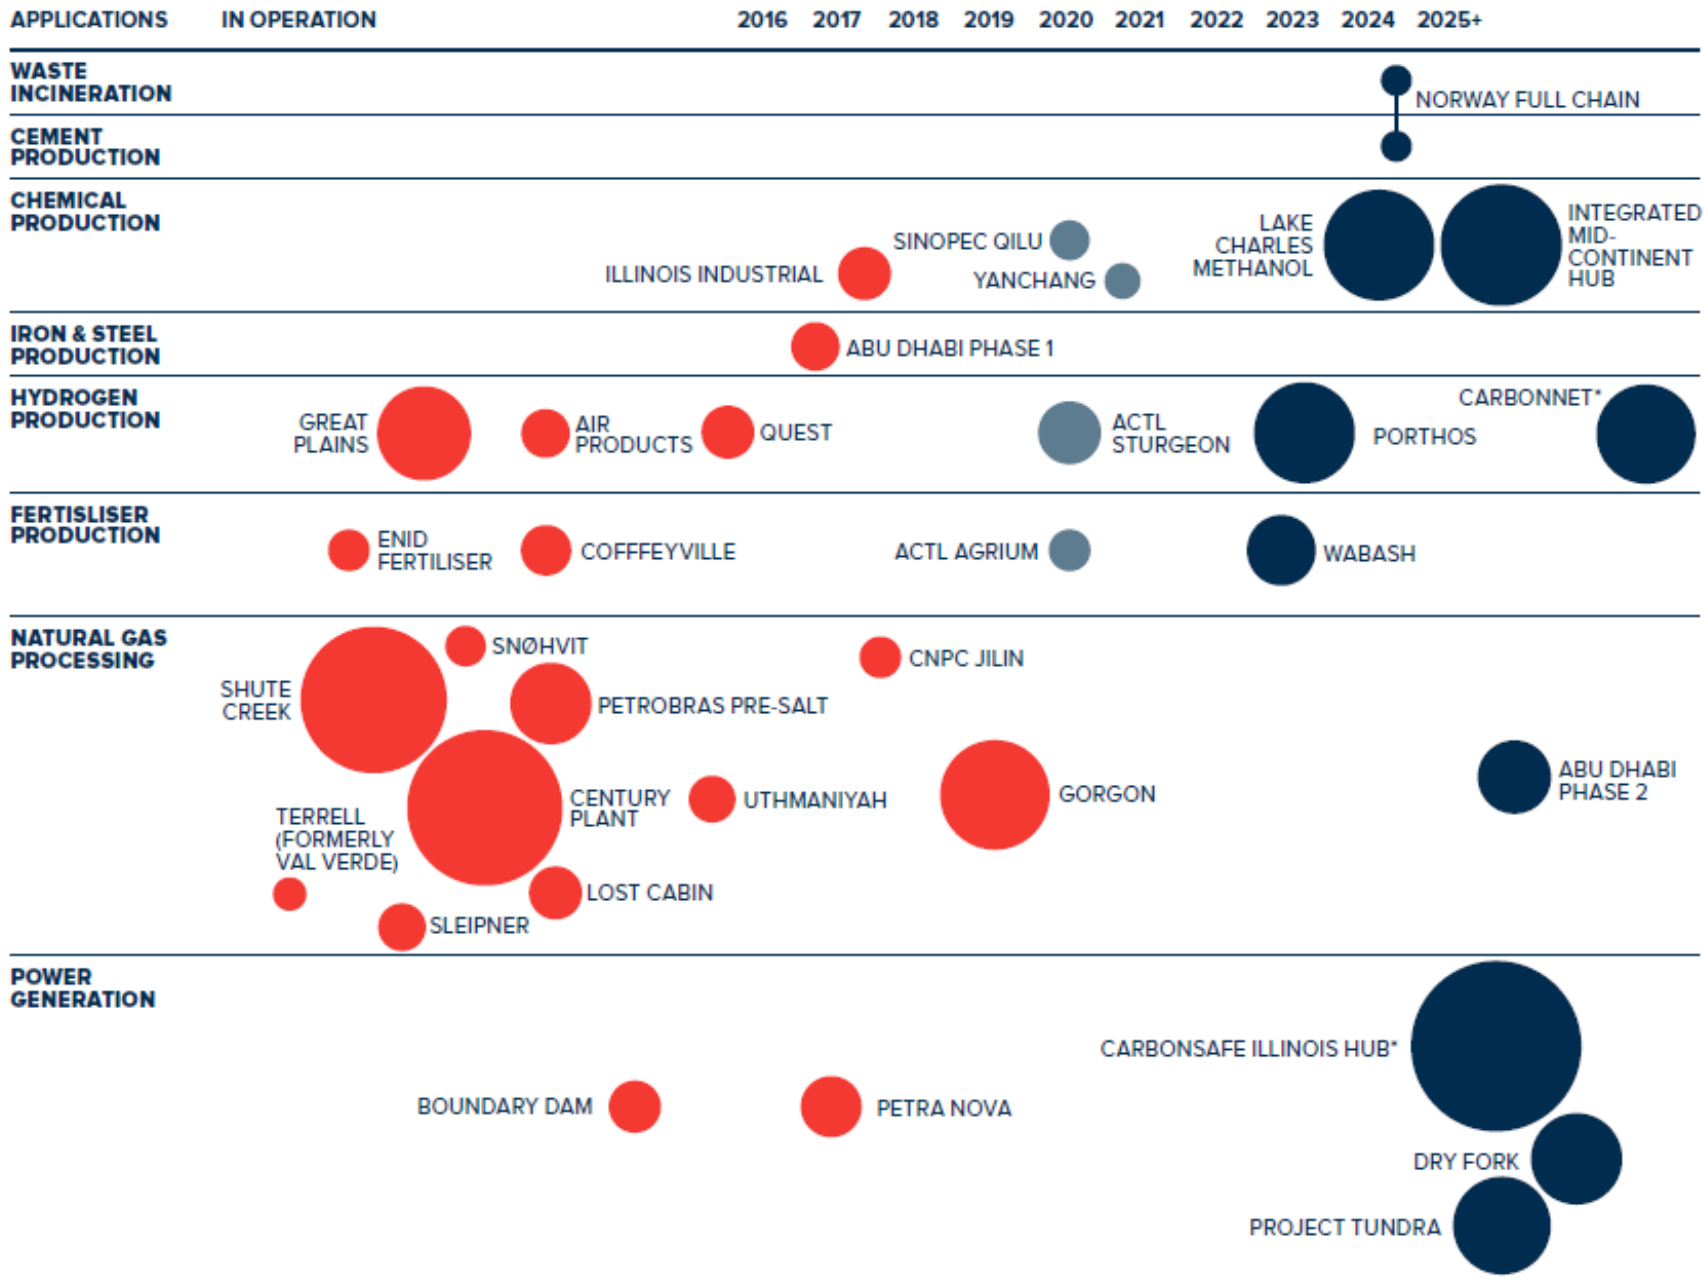 APPLICATIONS IN OPERATION 2016 2017 2018 2019 2020 2021 2022 2023 2024 2025+
WASTE
INCINERATION
NORWAY FULL CHAIN
CEMENT
PRODUCTION
CHEMICAL
PRODUCTION
ILLINOIS INDUSTRIAL
SINOPEC QILU
YANCHANG
LAKE
CHARLES
METHANOL
INTEGRATED
MID-
CONTINENT
HUB
IRON & STEEL
PRODUCTION
ABU DHABI PHASE 1
HYDROGEN
PRODUCTION
GREAT
PLAINS
AIR
PRODUCTS
QUEST
ACTL
STURGEON
PORTHOS
CARBONNET*
FERTISLISER
PRODUCTION
ENID
FERTILISER
COFFFEYVILLE
ACTL AGRIUM
WABASH
NATURAL GAS
PROCESSING
SNØHVIT
CNPC JILIN
SHUTE
CREEK
PETROBRAS PRE-SALT
CENTURY
PLANT
UTHMANIYAH
GORGON
ABU DHABI
PHASE 2
TERRELL
(FORMERLY
VAL VERDE)
LOST CABIN
SLEIPNER
POWER
GENERATION
CARBONSAFE ILLINOIS HUB*
BOUNDARY DAM
PETRA NOVA
DRY FORK
PROJECT TUNDRA